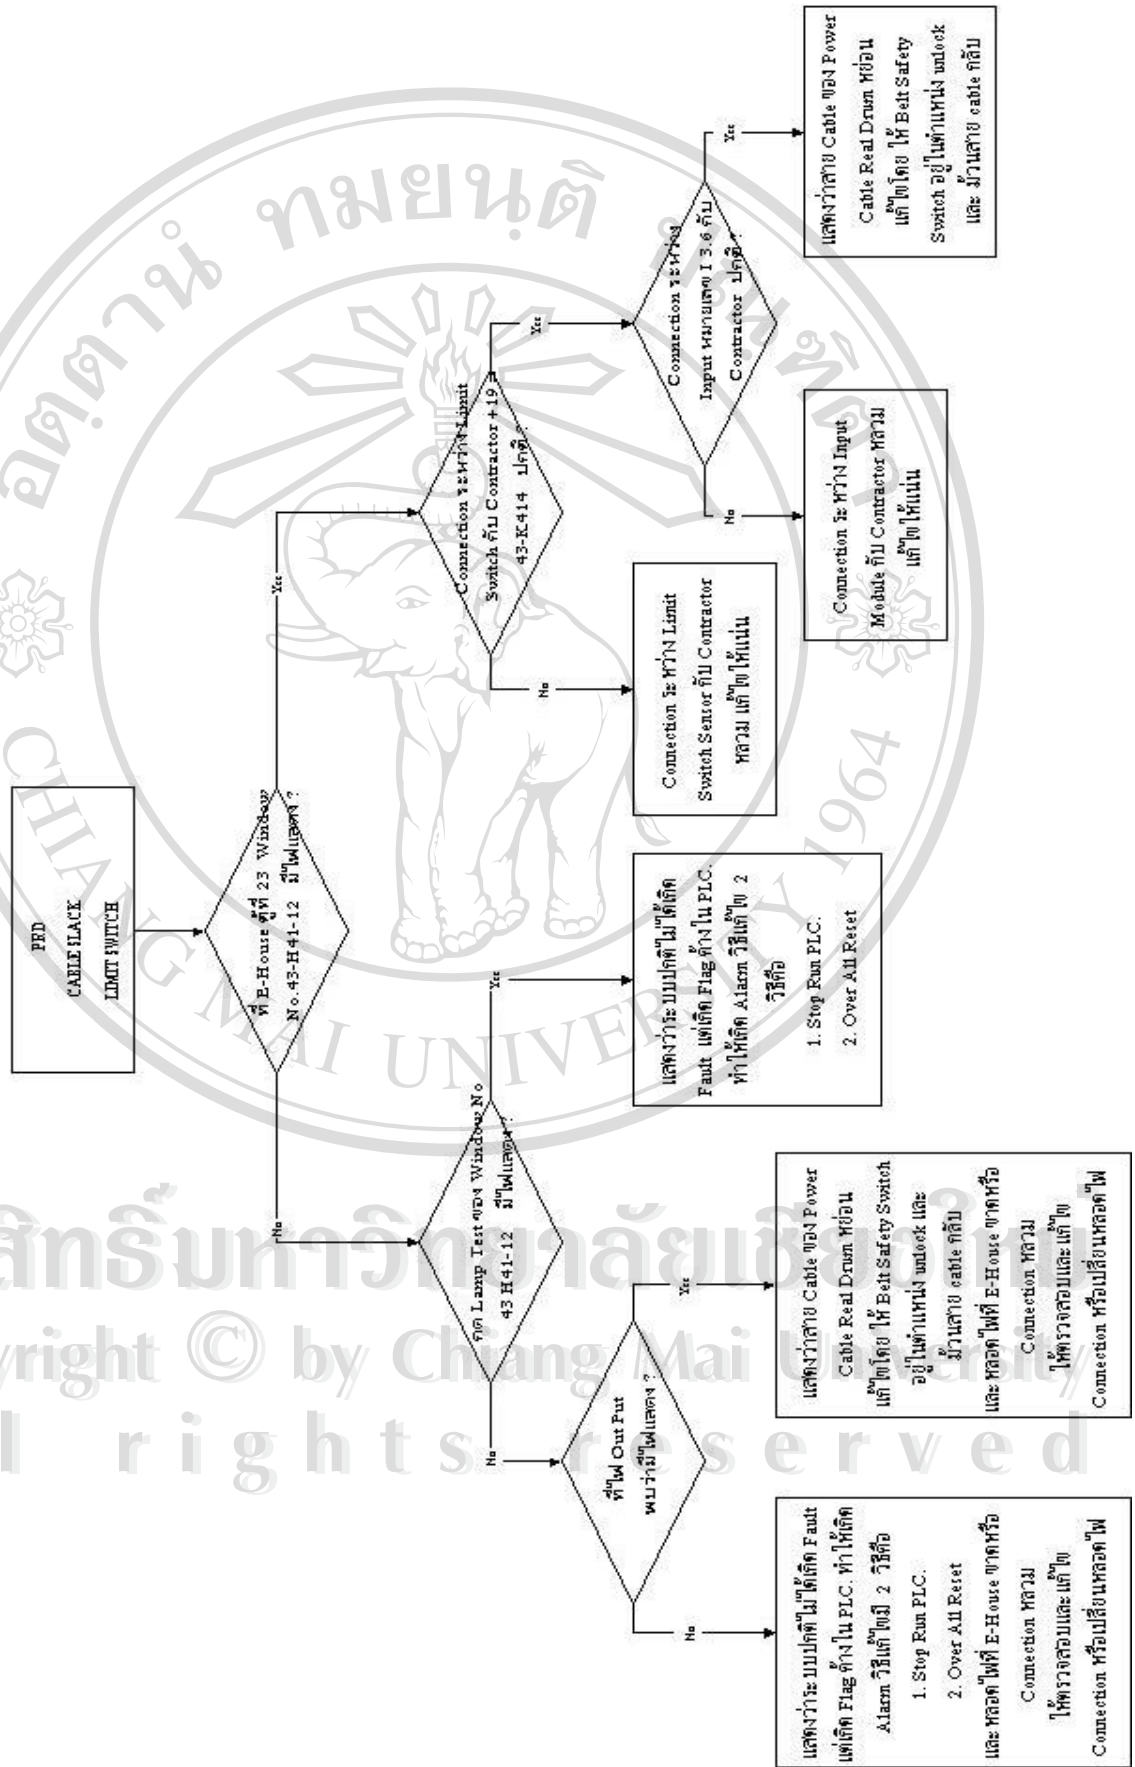 PRD
CABLE SLACK
LIMIT SWITCH
ที่ E-House ตู้ที่ 23 Window
No.43-H41-12 มีไฟแสดง ?
No
Yes
กด Lamp Test ของ Window No
43 H41-12 มีไฟแสดง ?
No
Yes
ที่ไฟ Out Put
พบว่ามีไฟแสดง ?
No
Yes
แสดงว่าระบบปกติไม่ได้เกิด Fault
แต่เกิด Flag ค้างใน PLC. ทำให้เกิด
Alarm วิธีแก้ไขมี 2 วิธีคือ
1. Stop Run PLC.
2. Over All Reset
และ หลอดไฟที่ E-House ขาดหรือ
Connection หลวม
ให้ตรวจสอบและแก้ไข
Connection หรือเปลี่ยนหลอดไฟ
แสดงว่าสาย Cable ของ Power
Cable Real Drum หย่อน
แก้ไขโดย ให้ Belt Safety Switch
อยู่ในตำแหน่ง unlock และ
ม้วนสาย cable กลับ
และ หลอดไฟที่ E-House ขาดหรือ
Connection หลวม
ให้ตรวจสอบและแก้ไข
Connection หรือเปลี่ยนหลอดไฟ
แสดงว่าระบบปกติไม่ได้เกิด
Fault แต่เกิด Flag ค้างใน PLC.
ทำให้เกิด Alarm วิธีแก้ไข 2
วิธีคือ
1. Stop Run PLC.
2. Over All Reset
Connection ระหว่าง Limit
Switch กับ Contractor +19
43-K414 ปกติ ?
No
Yes
Connection ระหว่าง Limit
Switch Sensor กับ Contractor
หลวม แก้ไขให้แน่น
Connection ระหว่าง
Input หมายเลข I 3.6 กับ
Contractor ปกติ ?
No
Yes
Connection ระหว่าง Input
Module กับ Contractor หลวม
แก้ไขให้แน่น
แสดงว่าสาย Cable ของ Power
Cable Real Drum หย่อน
แก้ไขโดย ให้ Belt Safety
Switch อยู่ในตำแหน่ง unlock
และ ม้วนสาย cable กลับ
CHIANG MAI UNIVERSITY 1964
yright © by Chiang Mai University
l rights reserved